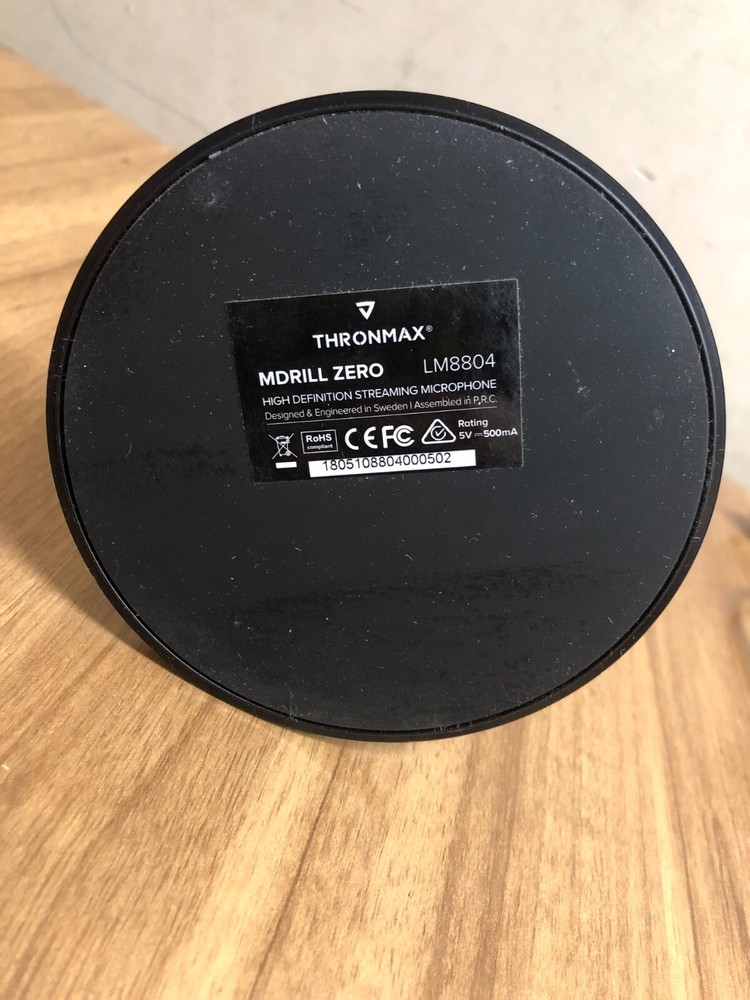 THRONMAX®
MDRILL ZERO LM8804
HIGH DEFINITION STREAMING MICROPHONE
Designed & Engineered in Sweden | Assembled in P,R.C.
RoHS
compliant
CE FC
Rating
5V ⎓ 500mA
1805108804000502